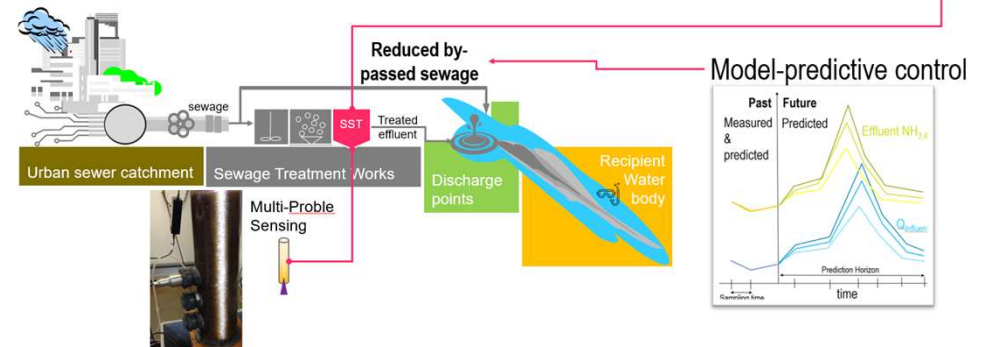 Reduced by-
passed sewage
Model-predictive control
sewage
SST
Treated
effluent
Urban sewer catchment
Sewage Treatment Works
Discharge
points
Recipient
Water
body
Multi-Proble
Sensing
Past
Future
Measured
&
predicted
Predicted
Effluent NH3,4
Qinfluen
Prediction Horizon
Sampling time
time